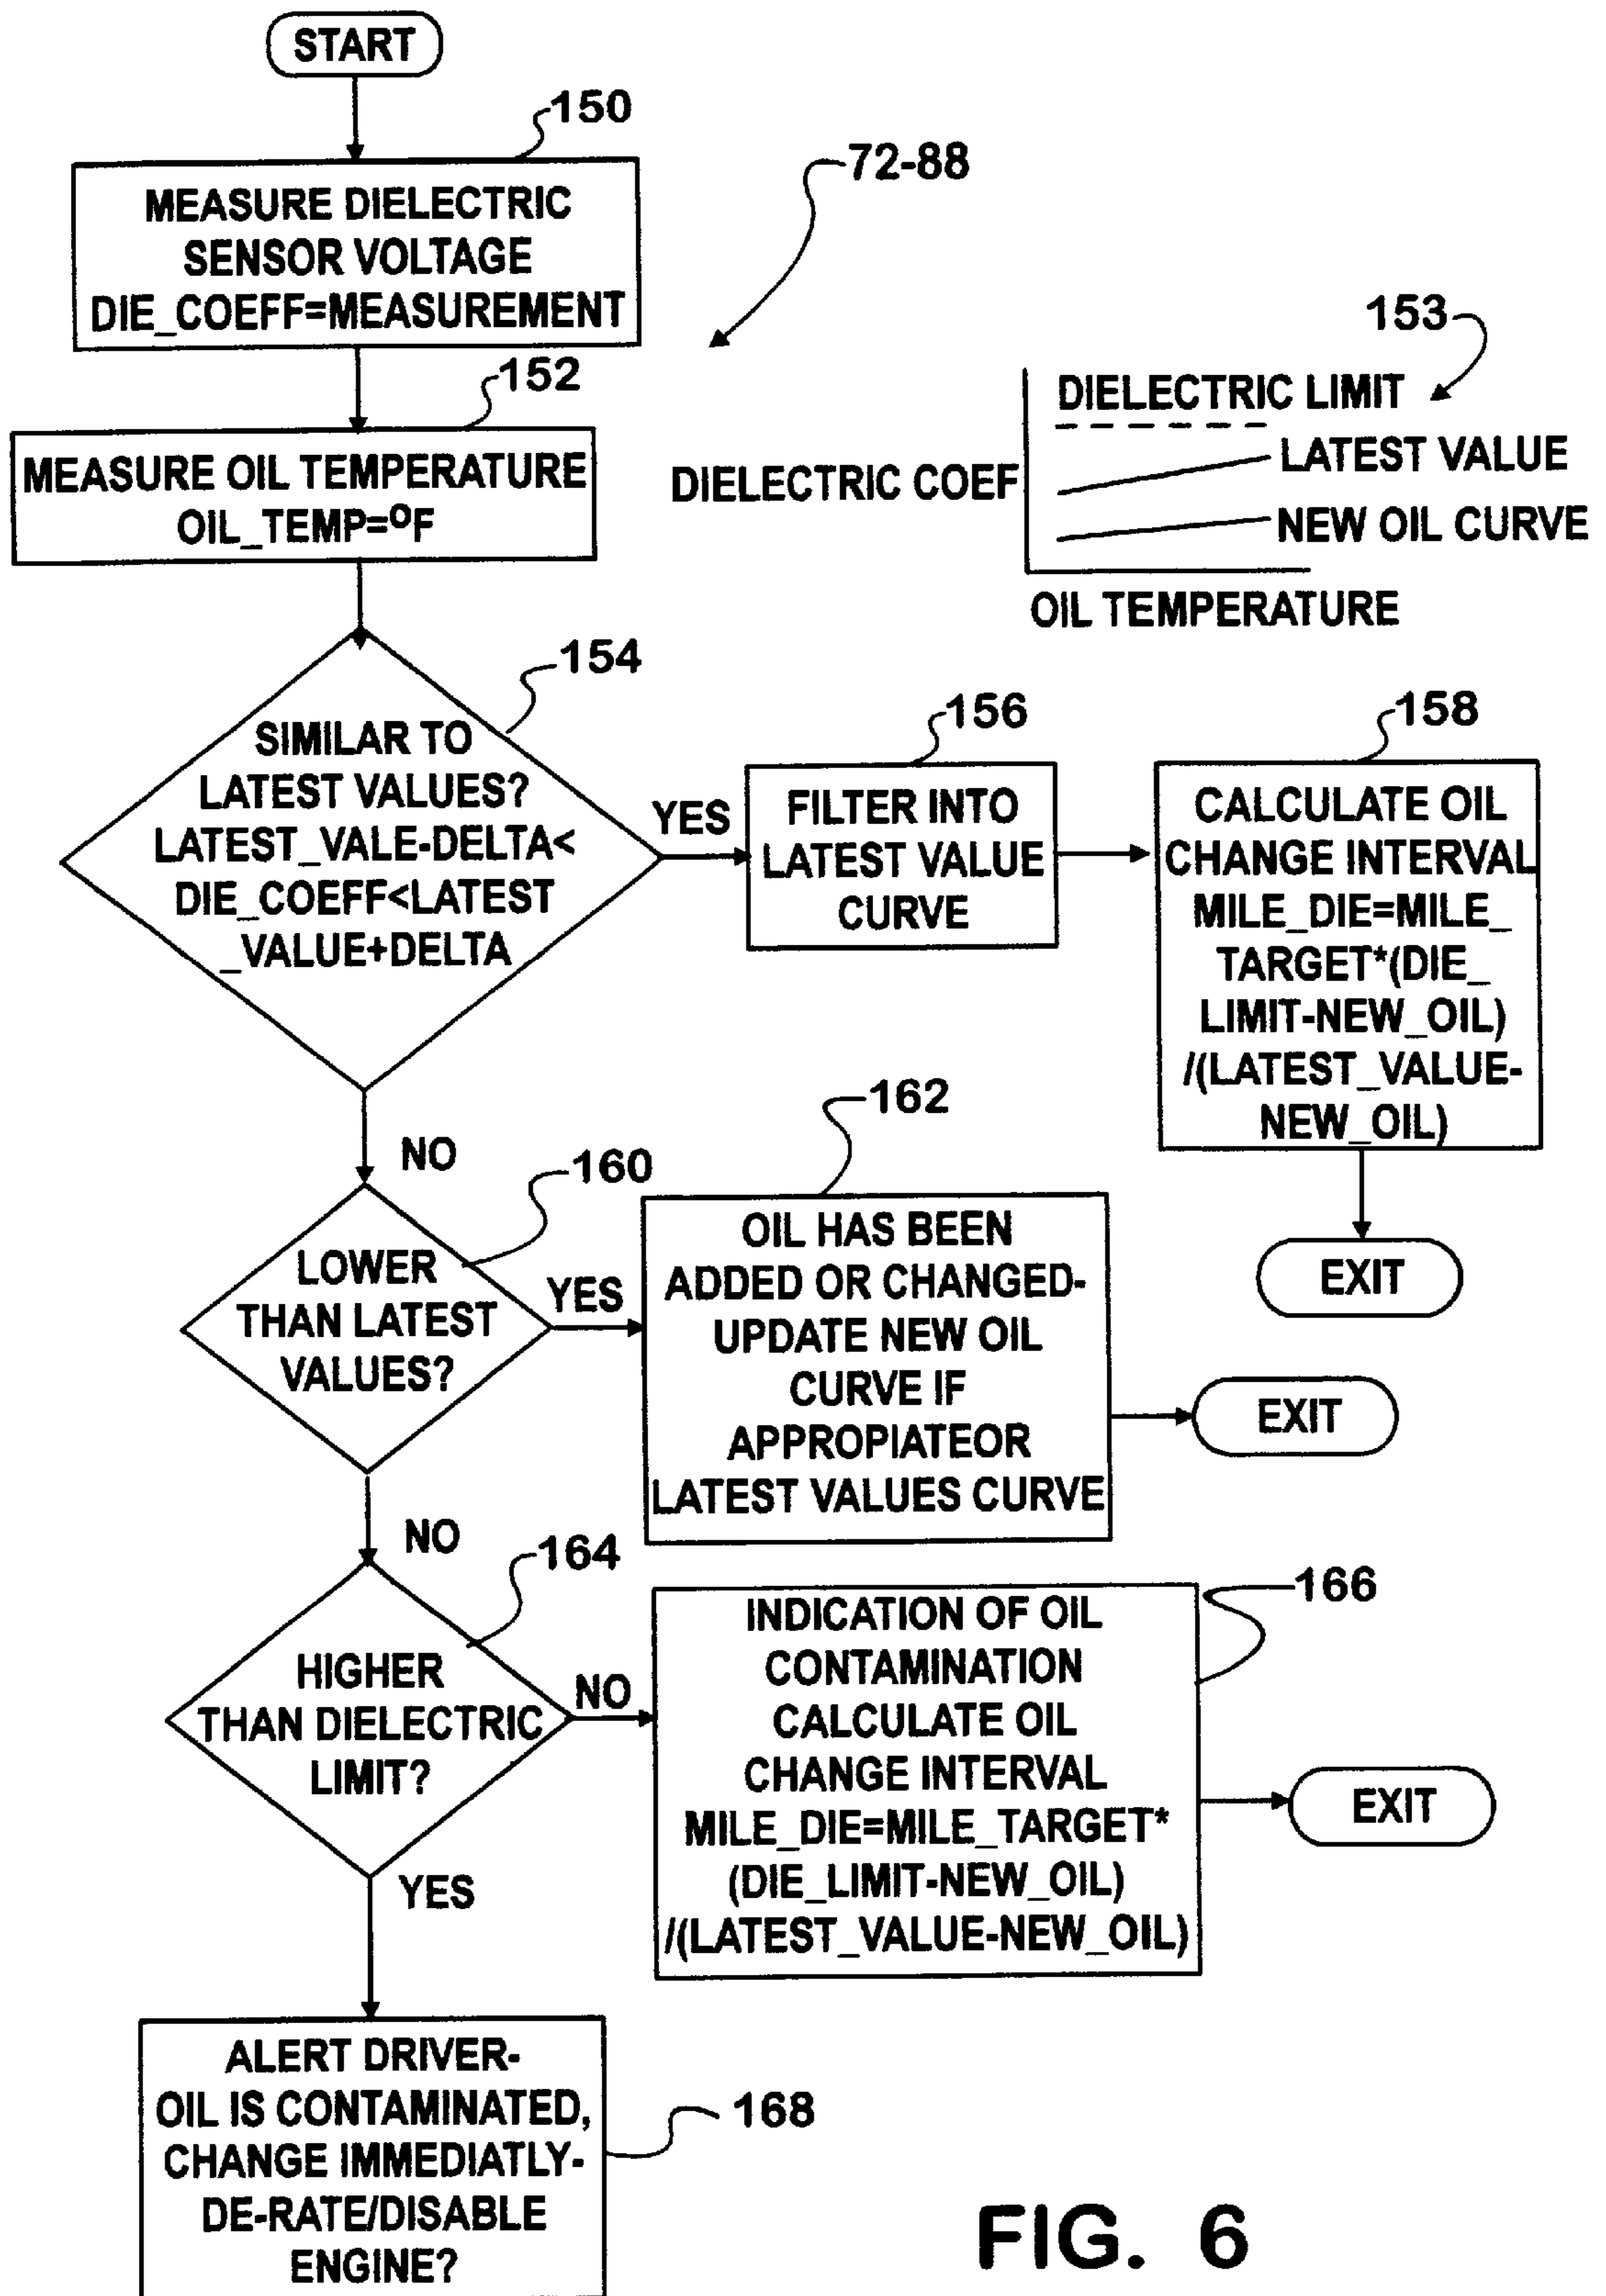 START
150
MEASURE DIELECTRIC
SENSOR VOLTAGE
DIE_COEFF=MEASUREMENT
72-88
152
MEASURE OIL TEMPERATURE
OIL_TEMP=ºF
153
DIELECTRIC LIMIT
LATEST VALUE
DIELECTRIC COEF
NEW OIL CURVE
OIL TEMPERATURE
154
SIMILAR TO
LATEST VALUES?
LATEST_VALE-DELTA<
DIE_COEFF<LATEST
_VALUE+DELTA
YES
156
FILTER INTO
LATEST VALUE
CURVE
158
CALCULATE OIL
CHANGE INTERVAL
MILE_DIE=MILE_
TARGET*(DIE_
LIMIT-NEW_OIL)
/(LATEST_VALUE-
NEW_OIL)
EXIT
NO
160
LOWER
THAN LATEST
VALUES?
YES
162
OIL HAS BEEN
ADDED OR CHANGED-
UPDATE NEW OIL
CURVE IF
APPROPIATEOR
LATEST VALUES CURVE
EXIT
NO
164
HIGHER
THAN DIELECTRIC
LIMIT?
NO
166
INDICATION OF OIL
CONTAMINATION
CALCULATE OIL
CHANGE INTERVAL
MILE_DIE=MILE_TARGET*
(DIE_LIMIT-NEW_OIL)
/(LATEST_VALUE-NEW_OIL)
EXIT
YES
168
ALERT DRIVER-
OIL IS CONTAMINATED,
CHANGE IMMEDIATLY-
DE-RATE/DISABLE
ENGINE?
FIG. 6